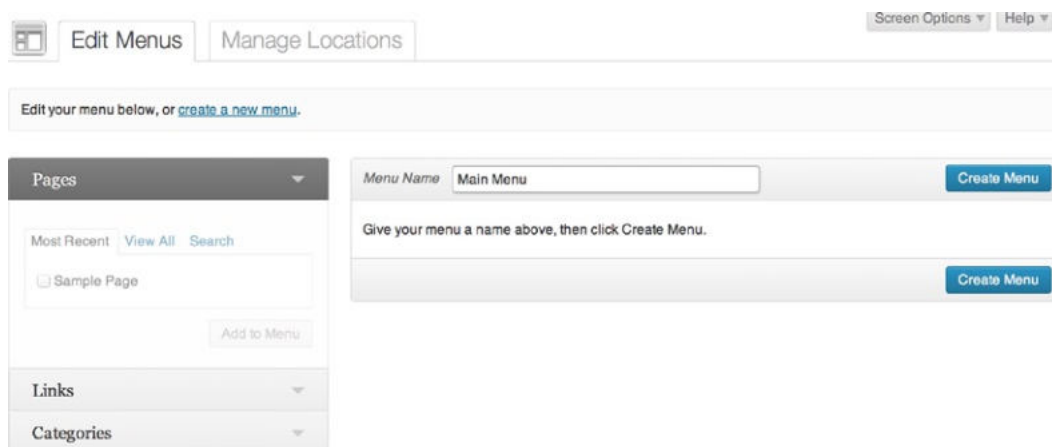 Screen Options Help
Edit Menus Manage Locations
Edit your menu below, or create a new menu.
Pages
Menu Name Main Menu Create Menu
Give your menu a name above, then click Create Menu.
Most Recent View All Search
Sample Page
Create Menu
Add to Menu
Links
Categories